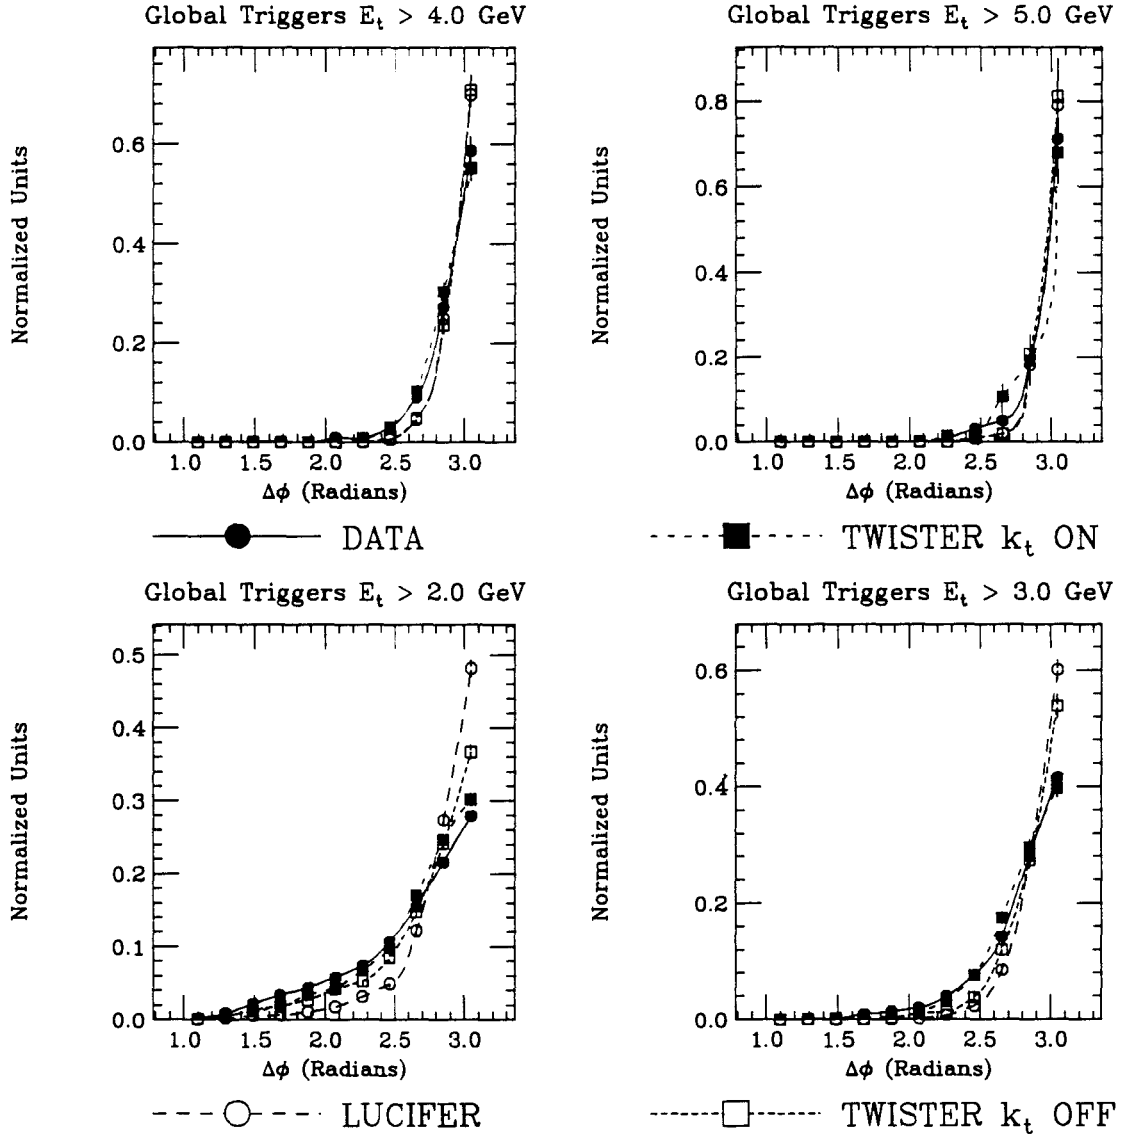 Global Triggers E_t > 4.0 GeV
Normalized Units
0.6
0.4
0.2
0.0
1.0 1.5 2.0 2.5 3.0
Δφ (Radians)
DATA
Global Triggers E_t > 5.0 GeV
Normalized Units
0.8
0.6
0.4
0.2
0.0
1.0 1.5 2.0 2.5 3.0
Δφ (Radians)
TWISTER k_t ON
Global Triggers E_t > 2.0 GeV
Normalized Units
0.5
0.4
0.3
0.2
0.1
0.0
1.0 1.5 2.0 2.5 3.0
Δφ (Radians)
LUCIFER
Global Triggers E_t > 3.0 GeV
Normalized Units
0.6
0.4
0.2
0.0
1.0 1.5 2.0 2.5 3.0
Δφ (Radians)
TWISTER k_t OFF